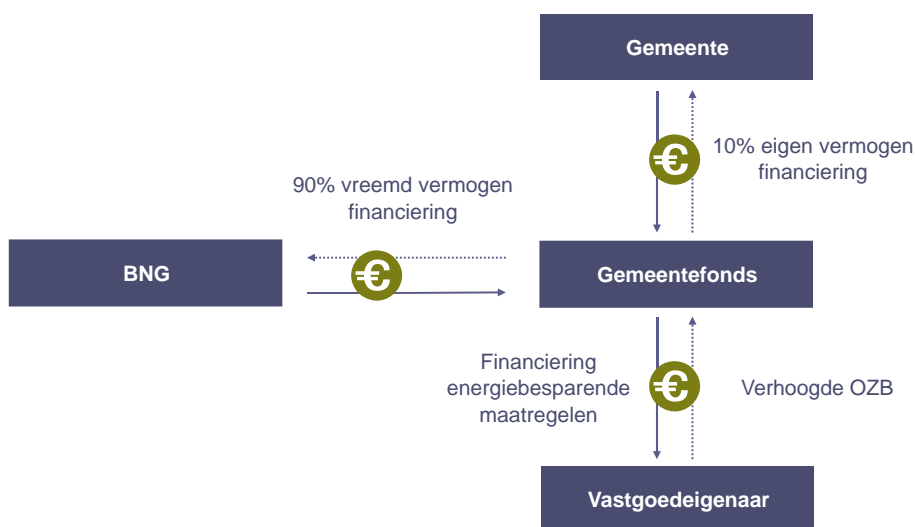 Gemeente
€
10% eigen vermogen
financiering
90% vreemd vermogen
financiering
BNG
€
Gemeentefonds
Financiering
energiebesparende
maatregelen
€
Verhoogde OZB
Vastgoedeigenaar